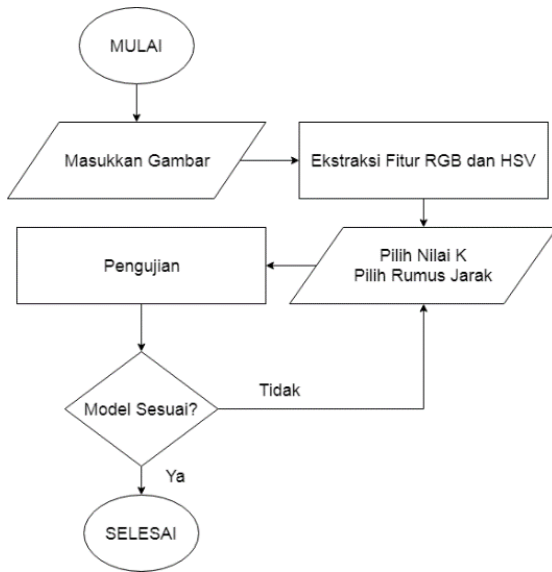 MULAI
Masukkan Gambar
Ekstraksi Fitur RGB dan HSV
Pilih Nilai K
Pilih Rumus Jarak
Pengujian
Model Sesuai?
Tidak
Ya
SELESAI